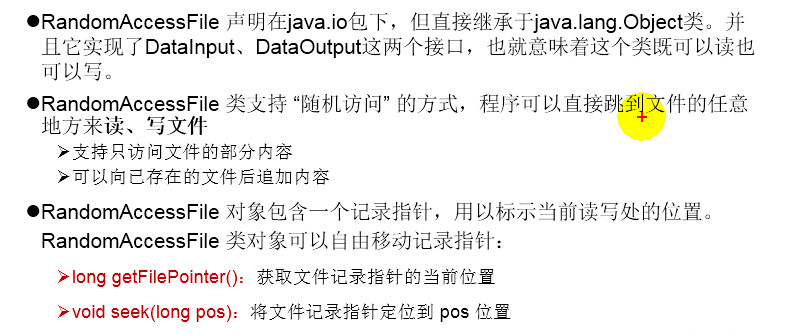 ●RandomAccessFile 声明在java.io包下，但直接继承于java.lang.Object类。并
且它实现了DataInput、DataOutput这两个接口，也就意味着这个类既可以读也
可以写。
●RandomAccessFile 类支持 “随机访问” 的方式，程序可以直接跳到文件的任意
地方来读、写文件
➢支持只访问文件的部分内容
➢可以向已存在的文件后追加内容
●RandomAccessFile 对象包含一个记录指针，用以标示当前读写处的位置。
RandomAccessFile 类对象可以自由移动记录指针：
➢long getFilePointer()：获取文件记录指针的当前位置
➢void seek(long pos)：将文件记录指针定位到 pos 位置